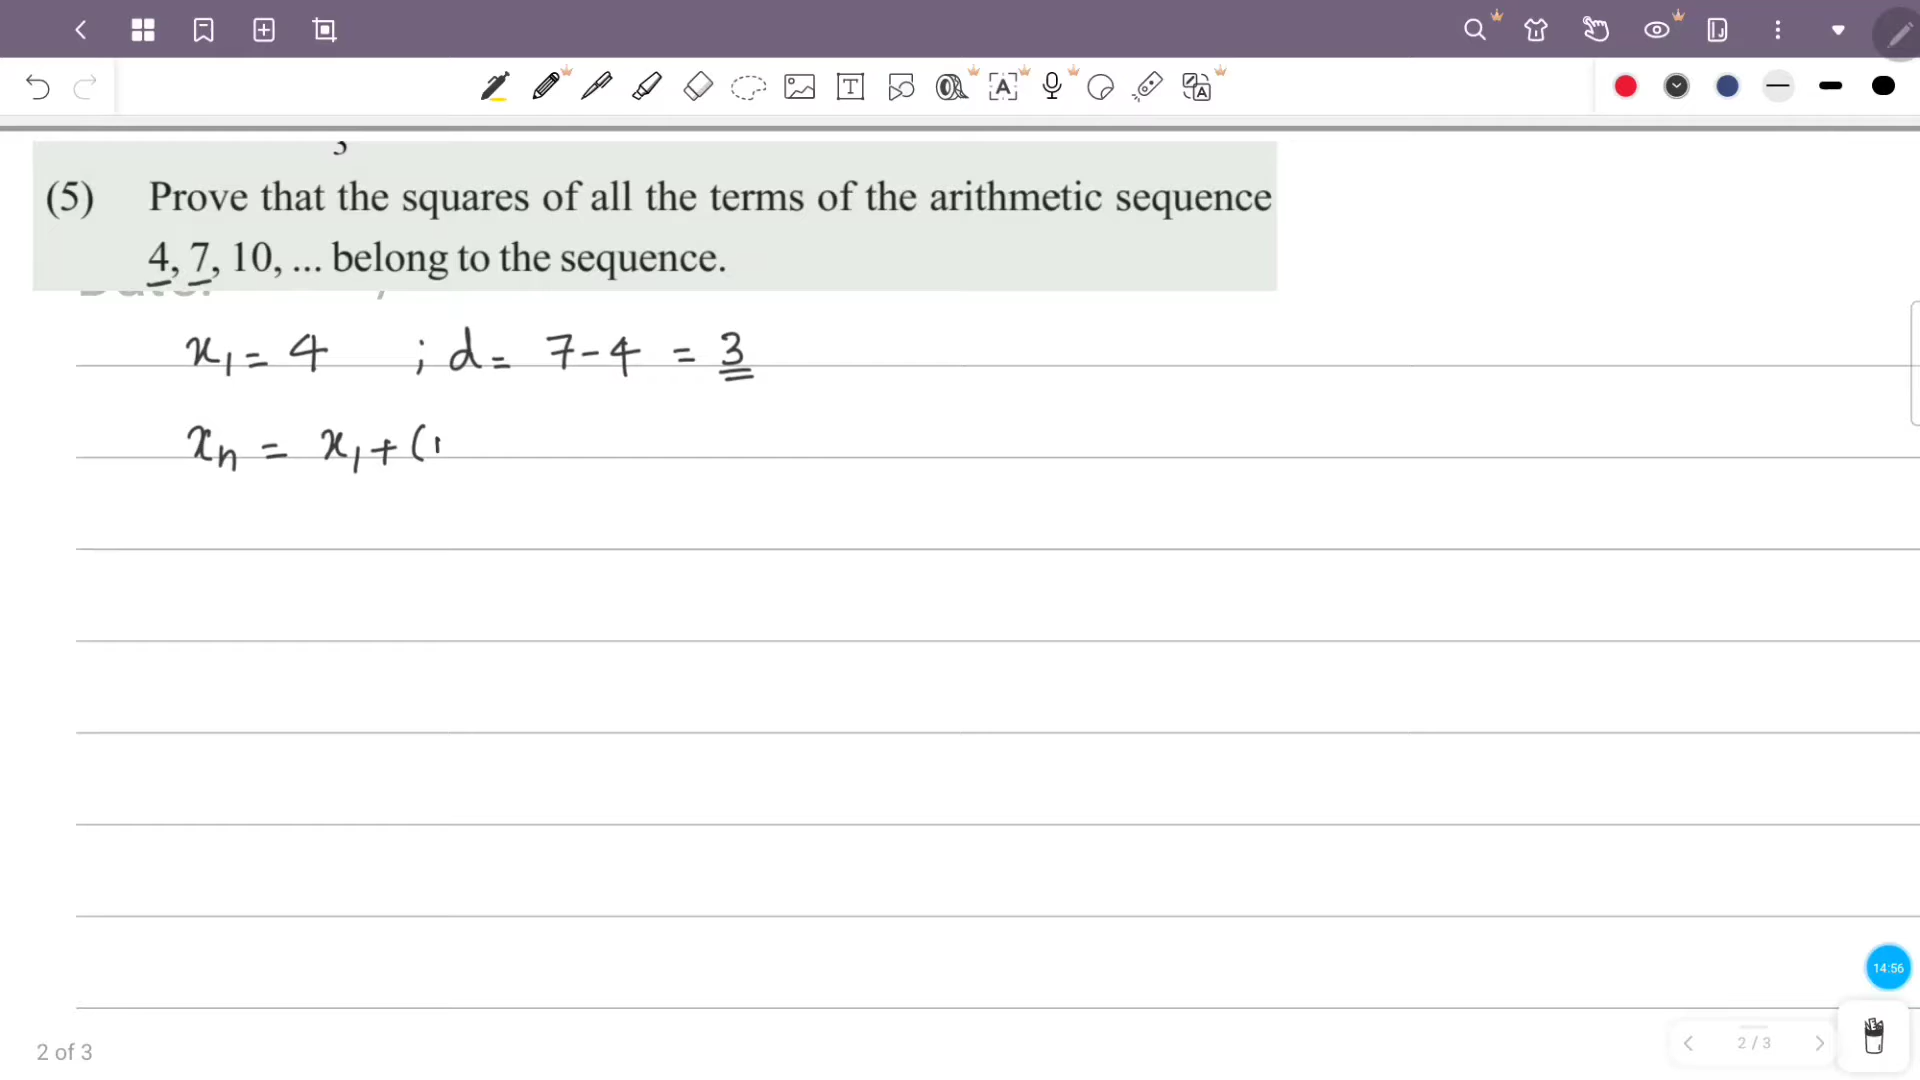 (5) Prove that the squares of all the terms of the arithmetic sequence
4, 7, 10, ... belong to the sequence.
x₁ = 4 ; d = 7 - 4 = 3
xₙ = x₁ + (
14:56
2 of 3
2 / 3